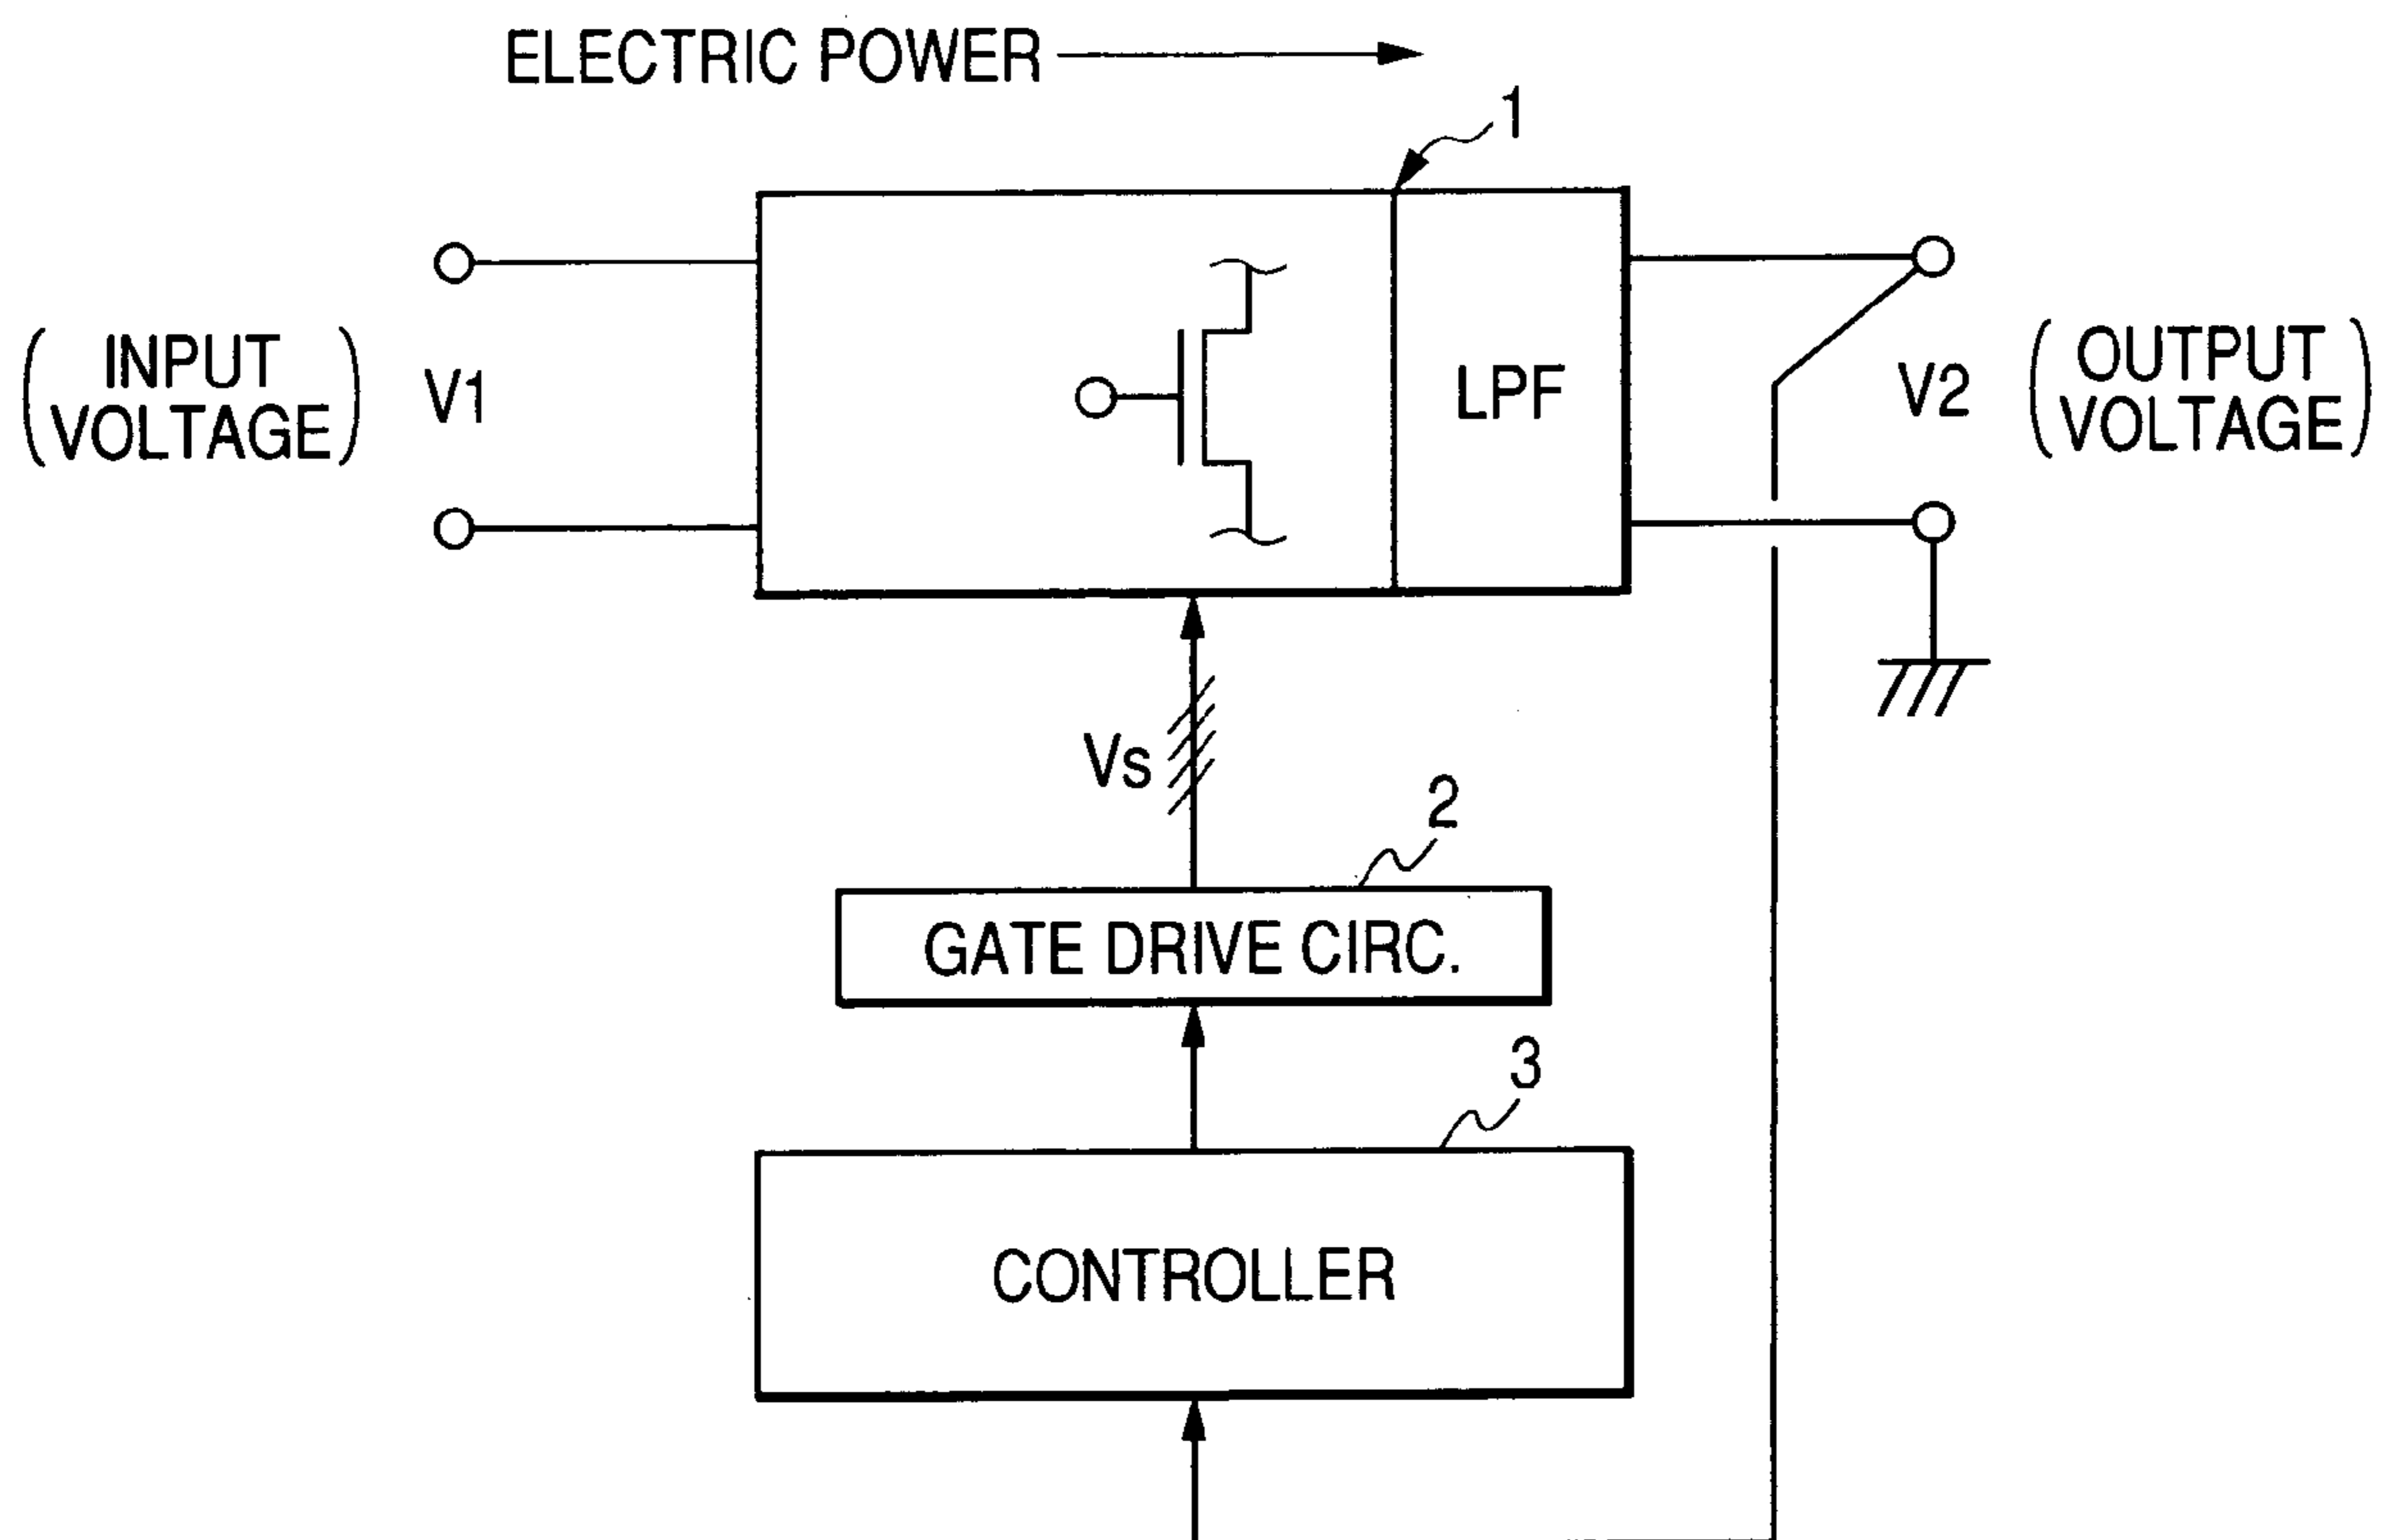 ELECTRIC POWER
1
INPUT
VOLTAGE
V1
LPF
V2
OUTPUT
VOLTAGE
Vs
2
GATE DRIVE CIRC.
3
CONTROLLER